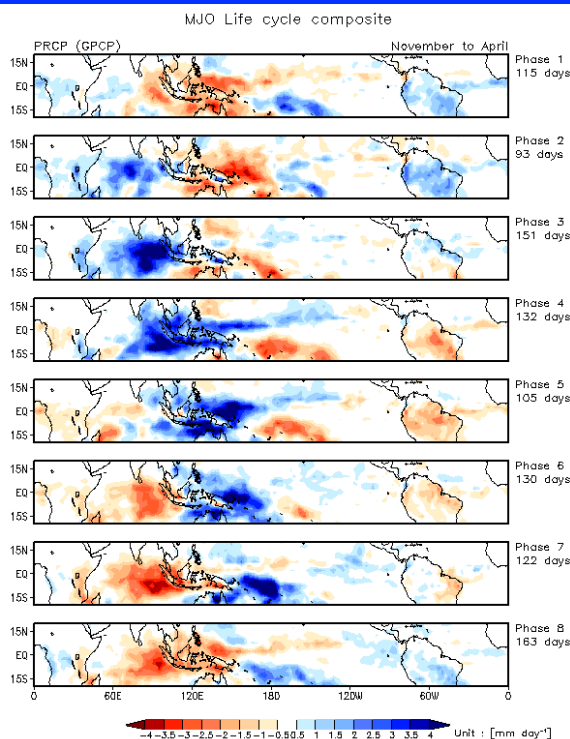 MJO Life cycle composite
PRCP (GPCP) November to April
15N
EQ
15S
Phase 1
115 days
15N
EQ
15S
Phase 2
93 days
15N
EQ
15S
Phase 3
151 days
15N
EQ
15S
Phase 4
132 days
15N
EQ
15S
Phase 5
105 days
15N
EQ
15S
Phase 6
130 days
15N
EQ
15S
Phase 7
122 days
15N
EQ
15S
Phase 8
163 days
0 60E 120E 180 120W 60W 0
-4 -3.5 -3 -2.5 -2 -1.5 -1 -0.5 0.5 1 1.5 2 2.5 3 3.5 4 Unit : [mm day⁻¹]